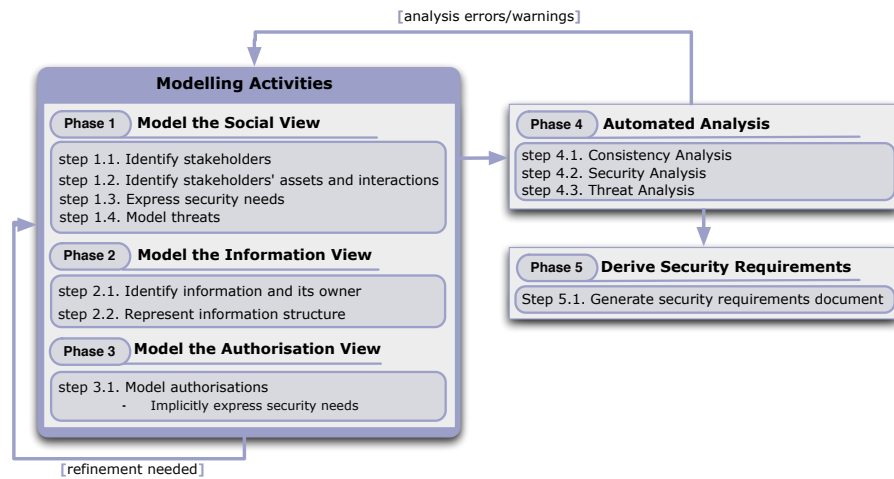 [analysis errors/warnings]
Modelling Activities
Phase 1 Model the Social View
step 1.1. Identify stakeholders
step 1.2. Identify stakeholders' assets and interactions
step 1.3. Express security needs
step 1.4. Model threats
Phase 2 Model the Information View
step 2.1. Identify information and its owner
step 2.2. Represent information structure
Phase 3 Model the Authorisation View
step 3.1. Model authorisations
- Implicitly express security needs
[refinement needed]
Phase 4 Automated Analysis
step 4.1. Consistency Analysis
step 4.2. Security Analysis
step 4.3. Threat Analysis
Phase 5 Derive Security Requirements
Step 5.1. Generate security requirements document